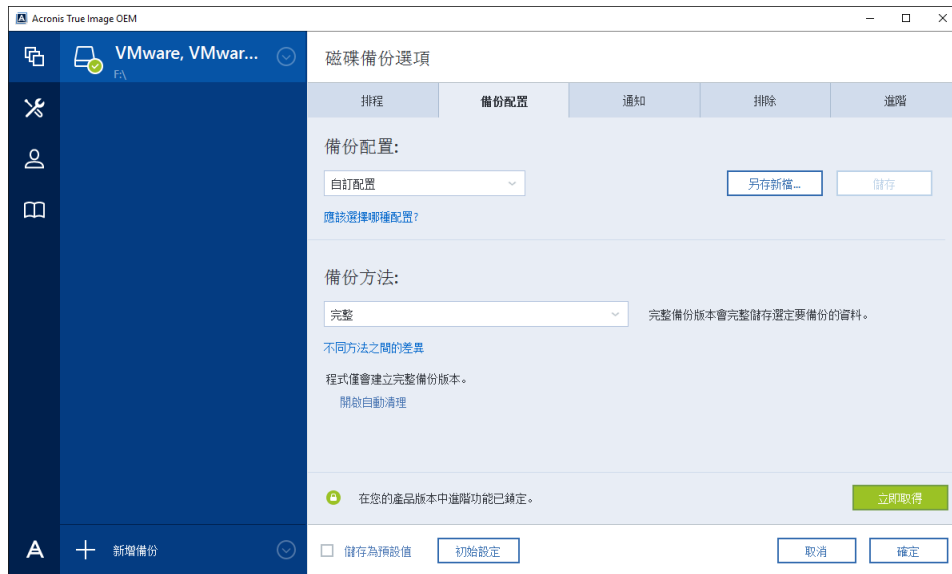 Acronis True Image OEM
VMware, VMwar...
F:\
磁碟備份選項
排程
備份配置
通知
排除
進階
備份配置:
自訂配置
另存新檔...
儲存
應該選擇哪種配置?
備份方法:
完整
完整備份版本會完整儲存選定要備份的資料。
不同方法之間的差異
程式僅會建立完整備份版本。
開啟自動清理
在您的產品版本中進階功能已鎖定。
立即取得
新增備份
儲存為預設值
初始設定
取消
確定